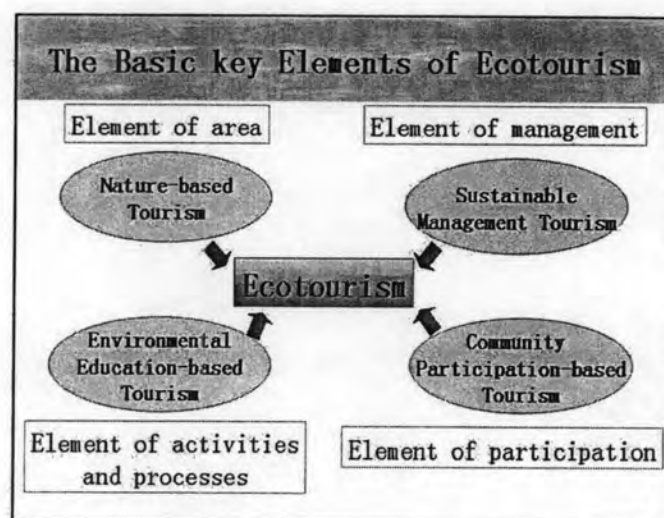 The Basic key Elements of Ecotourism
Element of area
Element of management
Nature-based
Tourism
Sustainable
Management Tourism
Ecotourism
Environmental
Education-based
Tourism
Community
Participation-based
Tourism
Element of activities
and processes
Element of participation